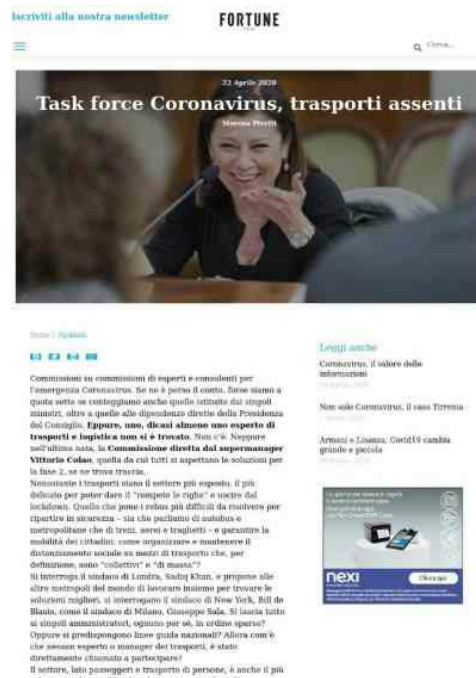 Iscriviti alla nostra newsletter
FORTUNE
Cerca...
22 Aprile 2020
Task force Coronavirus, trasporti assenti
Morena Pivetti
Home / Opinioni
Commissioni su commissioni di esperti e consulenti per
l'emergenza Coronavirus. Se ne è perso il conto, forse siamo a
quota sette se conteggiamo anche quelle istituite dai singoli
ministri, oltre a quelle alle dipendenze dirette della Presidenza
del Consiglio. Eppure, uno, dicasi almeno uno esperto di
trasporti e logistica non si è trovato. Non c'è. Neppure
nell'ultima nata, la Commissione diretta dal supermanager
Vittorio Colao, quella da cui tutti si aspettano le soluzioni per
la fase 2, se ne trova traccia.
Nonostante i trasporti siano il settore più esposto, il più
delicato per poter dare il "rompete le righe" e uscire dal
lockdown. Quello che pone i rebus più difficili da risolvere per
ripartire in sicurezza – sia che parliamo di autobus e
metropolitane che di treni, aerei e traghetti – e garantire la
mobilità dei cittadini: come organizzare e mantenere il
distanziamento sociale su mezzi di trasporto che, per
definizione, sono "collettivi" e "di massa"?
Si interroga il sindaco di Londra, Sadiq Khan, e propone alle
altre metropoli del mondo di lavorare insieme per trovare le
soluzioni migliori, si interrogano il sindaco di New York, Bill de
Blasio, come il sindaco di Milano, Giuseppe Sala. Si lascia tutto
ai singoli amministratori, ognuno per sé, in ordine sparso?
Oppure si predispongono linee guida nazionali? Allora com'è
che nessun esperto o manager dei trasporti, è stato
direttamente chiamato a partecipare?
Il settore, lato passeggeri e trasporto di persone, è anche il più
Leggi anche
Coronavirus, il valore delle
informazioni
Non solo Coronavirus, il caso Tirrenia
Armani e Lisanza, Covid19 cambia
grande e piccola
nexi
Clicca qui